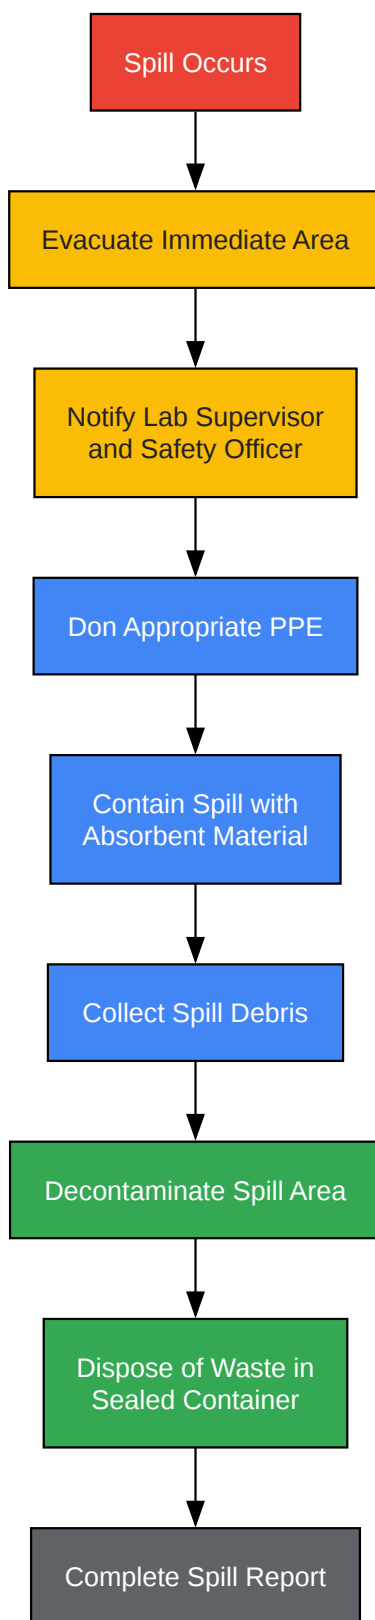 Spill Occurs
Evacuate Immediate Area
Notify Lab Supervisor
and Safety Officer
Don Appropriate PPE
Contain Spill with
Absorbent Material
Collect Spill Debris
Decontaminate Spill Area
Dispose of Waste in
Sealed Container
Complete Spill Report